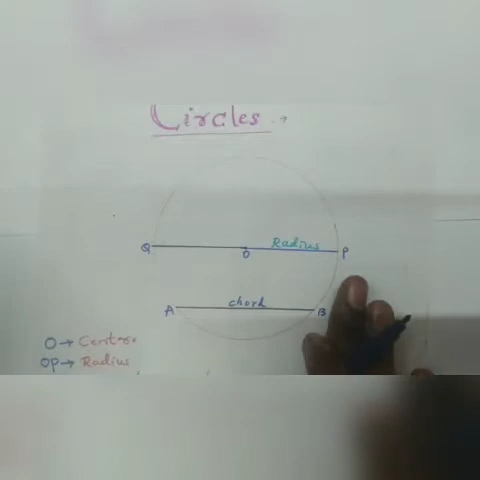 Circles :-
Radius
Q O P
chord
A B
O → Centre
OP → Radius